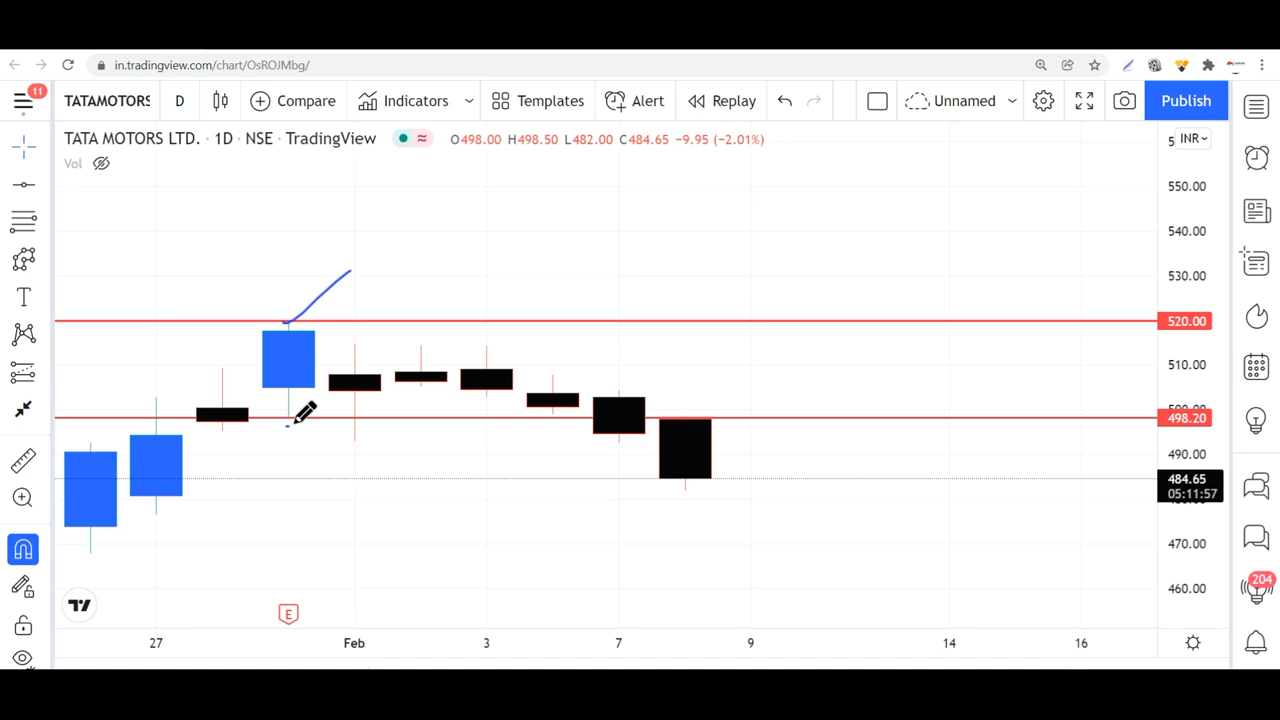 in.tradingview.com/chart/OsROJMbg/
11
TATAMOTORS
D
Compare
Indicators
Templates
Alert
Replay
Unnamed
Publish
TATA MOTORS LTD. · 1D · NSE · TradingView
O498.00 H498.50 L482.00 C484.65 −9.95 (−2.01%)
INR
Vol
550.00
540.00
530.00
520.00
510.00
498.20
490.00
484.65
05:11:57
470.00
460.00
204
E
27
Feb
3
7
9
14
16